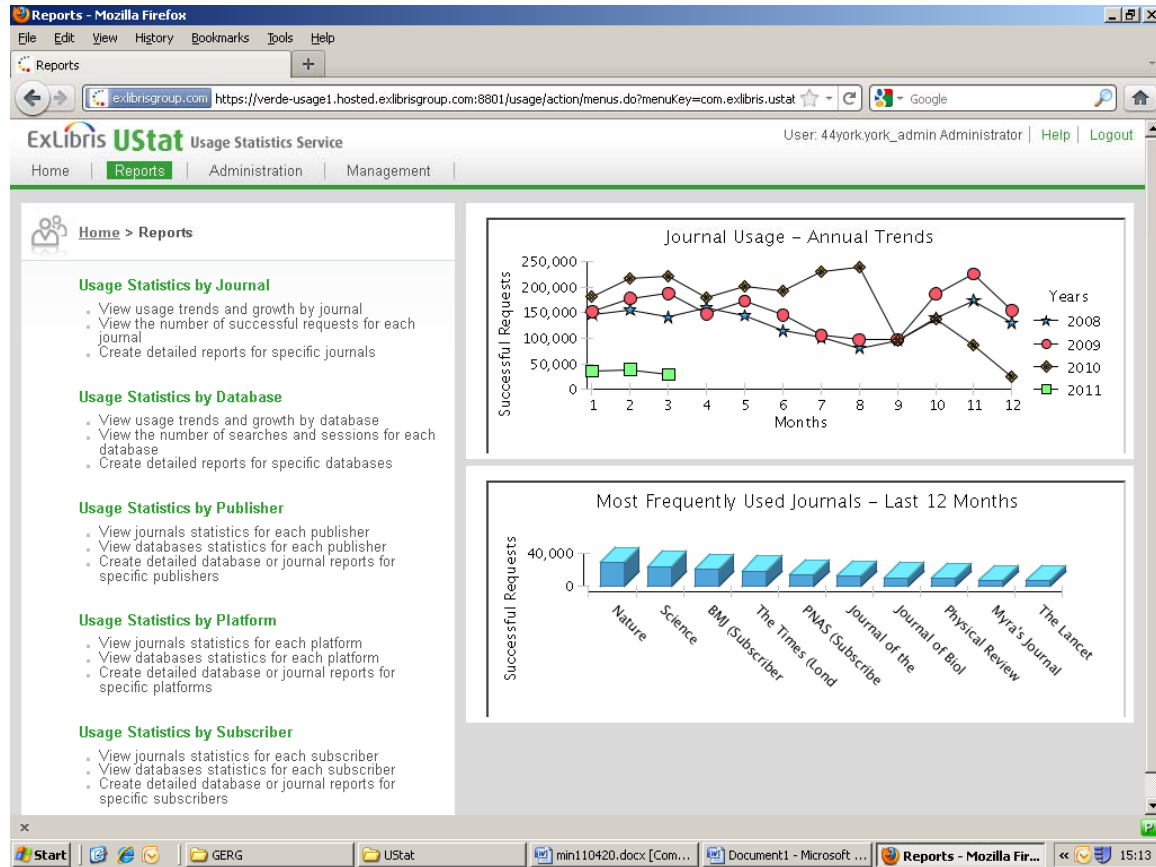 Reports - Mozilla Firefox
File Edit View History Bookmarks Tools Help
Reports
exlibrisgroup.com https://verde-usage1.hosted.exlibrisgroup.com:8801/usage/action/menus.do?menuKey=com.exlibris.ustat Google
ExLibris UStat Usage Statistics Service
User: 44york.york_admin Administrator | Help | Logout
Home | Reports | Administration | Management |
Home > Reports
Usage Statistics by Journal
View usage trends and growth by journal
View the number of successful requests for each
journal
Create detailed reports for specific journals
Usage Statistics by Database
View usage trends and growth by database
View the number of searches and sessions for each
database
Create detailed reports for specific databases
Usage Statistics by Publisher
View journals statistics for each publisher
View databases statistics for each publisher
Create detailed database or journal reports for
specific publishers
Usage Statistics by Platform
View journals statistics for each platform
View databases statistics for each platform
Create detailed database or journal reports for
specific platforms
Usage Statistics by Subscriber
View journals statistics for each subscriber
View databases statistics for each subscriber
Create detailed database or journal reports for
specific subscribers
Journal Usage – Annual Trends
Successful Requests
250,000
200,000
150,000
100,000
50,000
0
1 2 3 4 5 6 7 8 9 10 11 12
Months
Years
2008
2009
2010
2011
Most Frequently Used Journals – Last 12 Months
Successful Requests
40,000
0
Nature
Science
BMJ (Subscriber
The Times (Lond
PNAS (Subscribe
Journal of the
Journal of Biol
Physical Review
Myra's Journal
The Lancet
x
Start GERG UStat min110420.docx [Com... Document1 - Microsoft ... Reports - Mozilla Fir... « 15:13